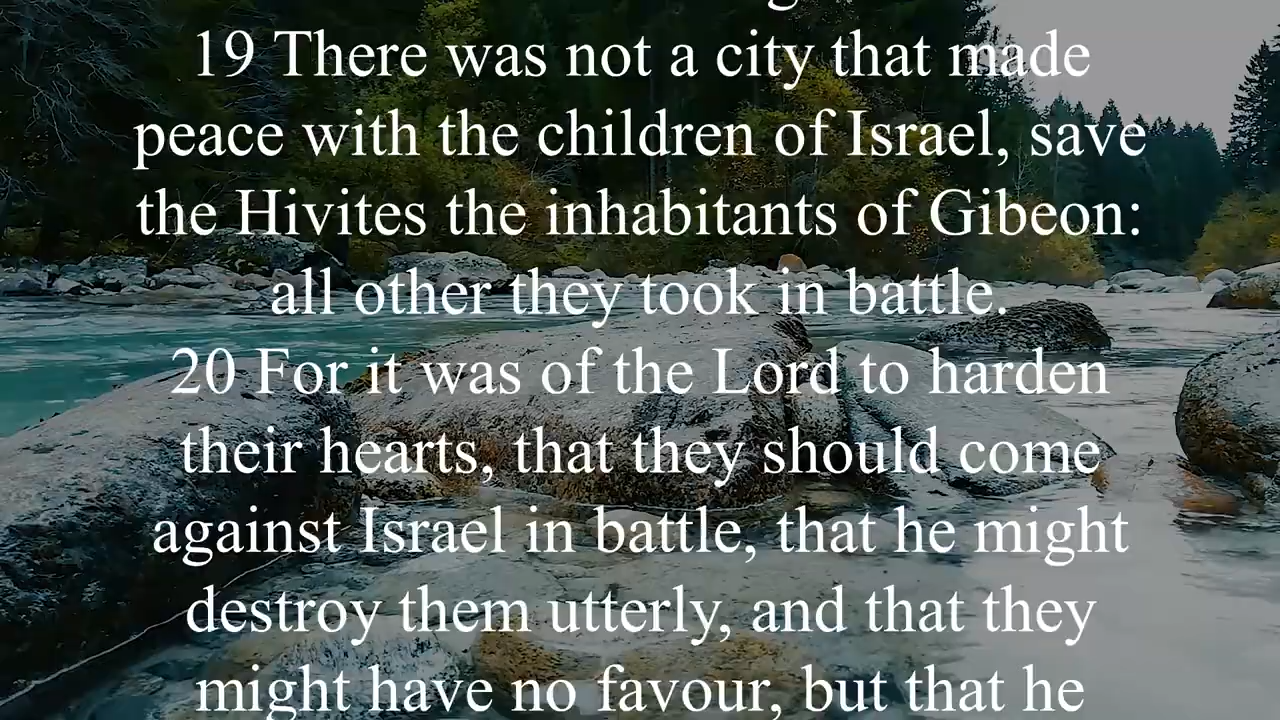 19 There was not a city that made
peace with the children of Israel, save
the Hivites the inhabitants of Gibeon:
all other they took in battle.
20 For it was of the Lord to harden
their hearts, that they should come
against Israel in battle, that he might
destroy them utterly, and that they
might have no favour, but that he